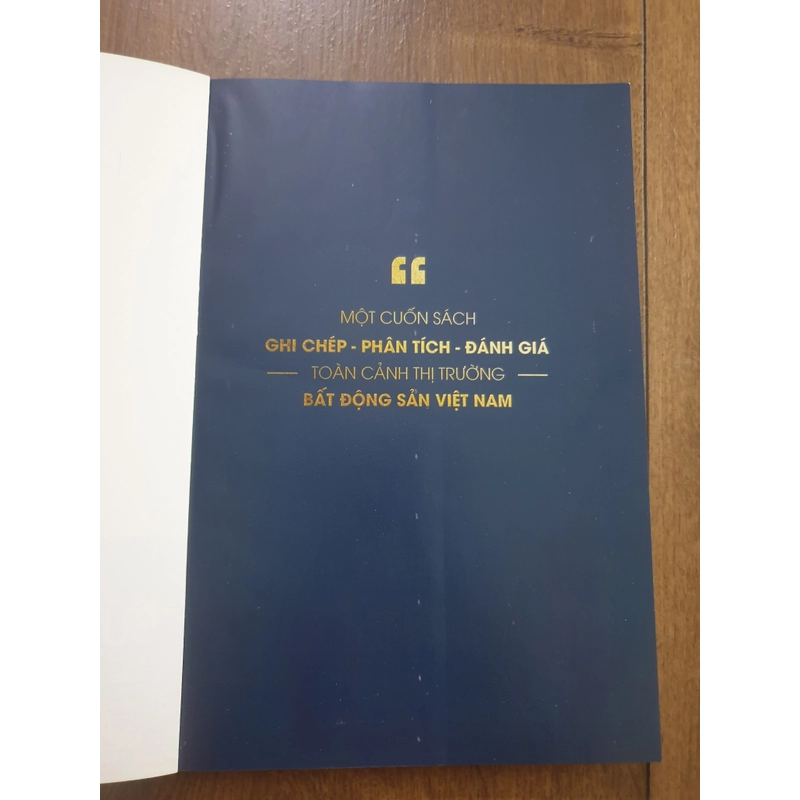 “
MỘT CUỐN SÁCH
GHI CHÉP - PHÂN TÍCH - ĐÁNH GIÁ
TOÀN CẢNH THỊ TRƯỜNG
BẤT ĐỘNG SẢN VIỆT NAM